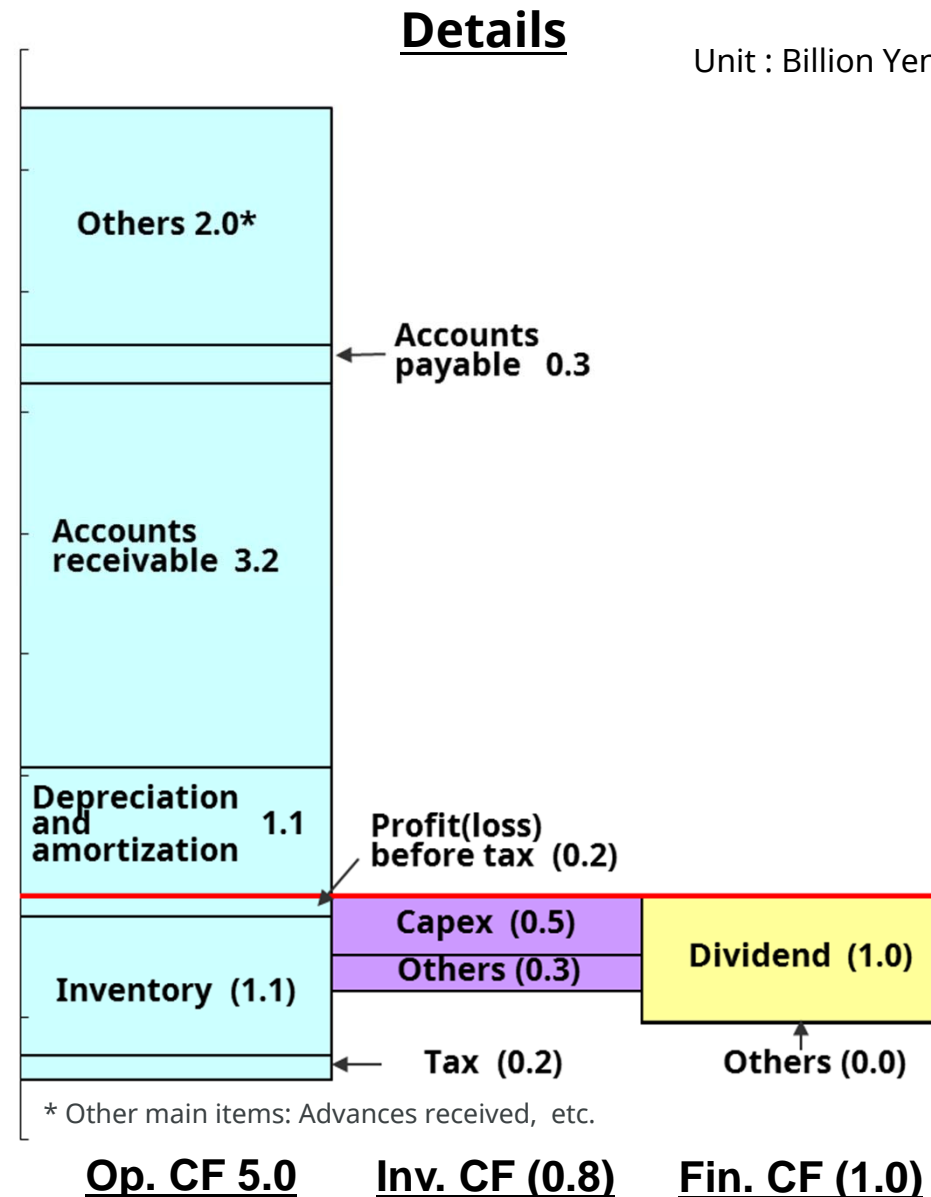 Details
Unit : Billion Yen
Others 2.0*
Accounts
payable 0.3
Accounts
receivable 3.2
Depreciation
and 1.1
amortization
Profit(loss)
before tax (0.2)
Capex (0.5)
Others (0.3)
Dividend (1.0)
Inventory (1.1)
Tax (0.2)
Others (0.0)
* Other main items: Advances received, etc.
Op. CF 5.0
Inv. CF (0.8)
Fin. CF (1.0)